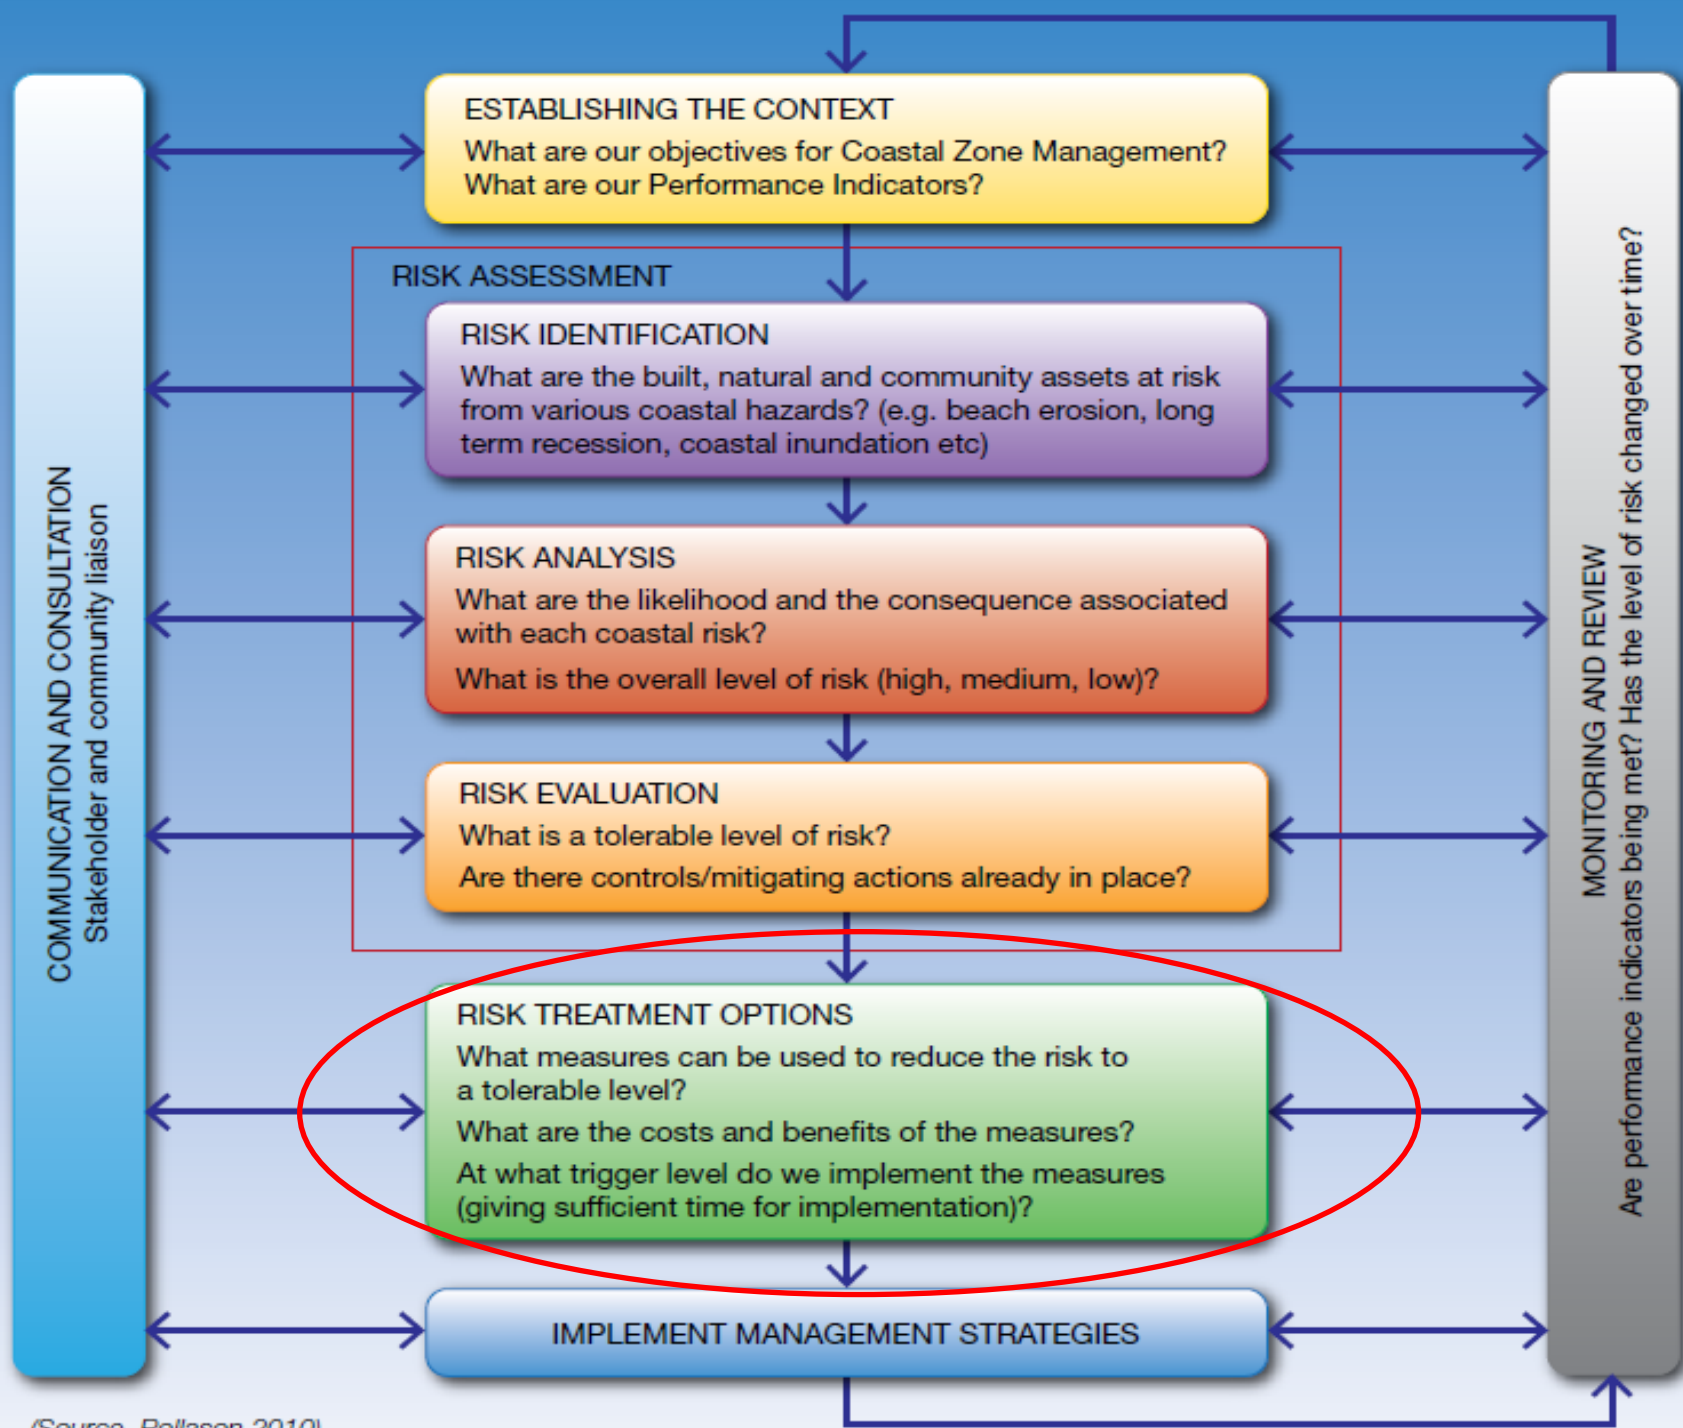 ESTABLISHING THE CONTEXT
What are our objectives for Coastal Zone Management?
What are our Performance Indicators?
RISK ASSESSMENT
RISK IDENTIFICATION
What are the built, natural and community assets at risk
from various coastal hazards? (e.g. beach erosion, long
term recession, coastal inundation etc)
RISK ANALYSIS
What are the likelihood and the consequence associated
with each coastal risk?
What is the overall level of risk (high, medium, low)?
RISK EVALUATION
What is a tolerable level of risk?
Are there controls/mitigating actions already in place?
RISK TREATMENT OPTIONS
What measures can be used to reduce the risk to
a tolerable level?
What are the costs and benefits of the measures?
At what trigger level do we implement the measures
(giving sufficient time for implementation)?
IMPLEMENT MANAGEMENT STRATEGIES
COMMUNICATION AND CONSULTATION
Stakeholder and community liaison
MONITORING AND REVIEW
Are performance indicators being met? Has the level of risk changed over time?
(Source, Rollason 2010)